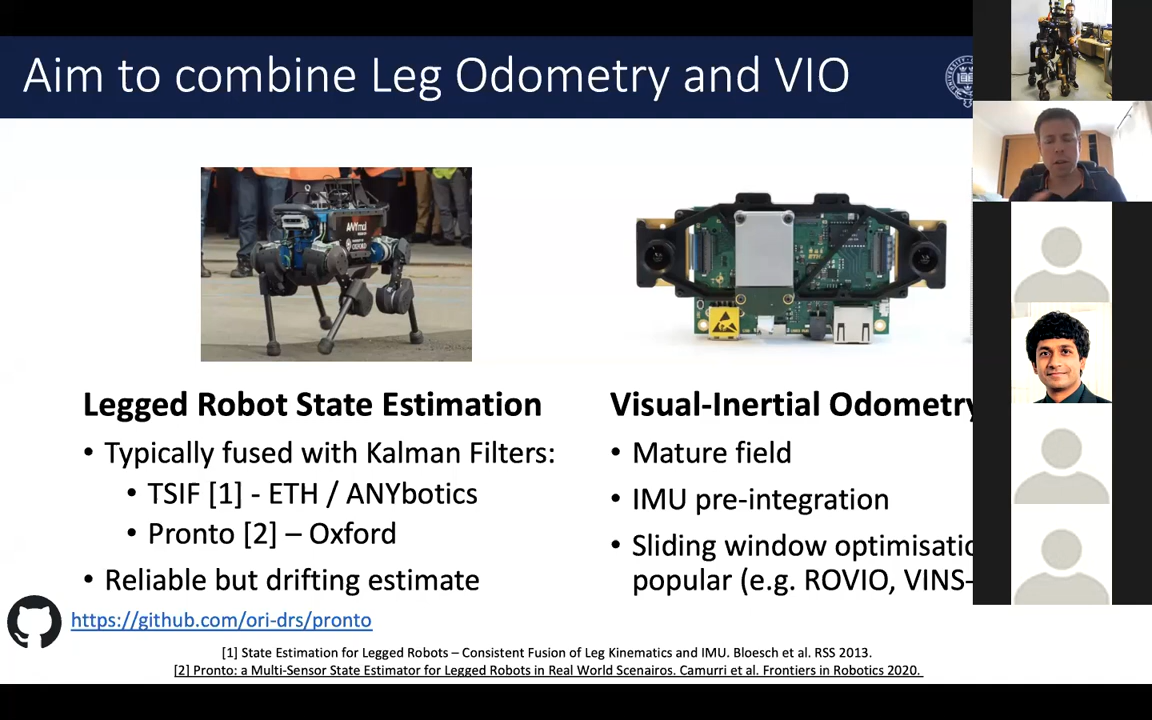 Aim to combine Leg Odometry and VIO
ANYmal
OXFORD
Legged Robot State Estimation
• Typically fused with Kalman Filters:
• TSIF [1] - ETH / ANYbotics
• Pronto [2] – Oxford
• Reliable but drifting estimate
https://github.com/ori-drs/pronto
Visual-Inertial Odometry
• Mature field
• IMU pre-integration
• Sliding window optimisatio
popular (e.g. ROVIO, VINS-
[1] State Estimation for Legged Robots – Consistent Fusion of Leg Kinematics and IMU. Bloesch et al. RSS 2013.
[2] Pronto: a Multi-Sensor State Estimator for Legged Robots in Real World Scenairos. Camurri et al. Frontiers in Robotics 2020.